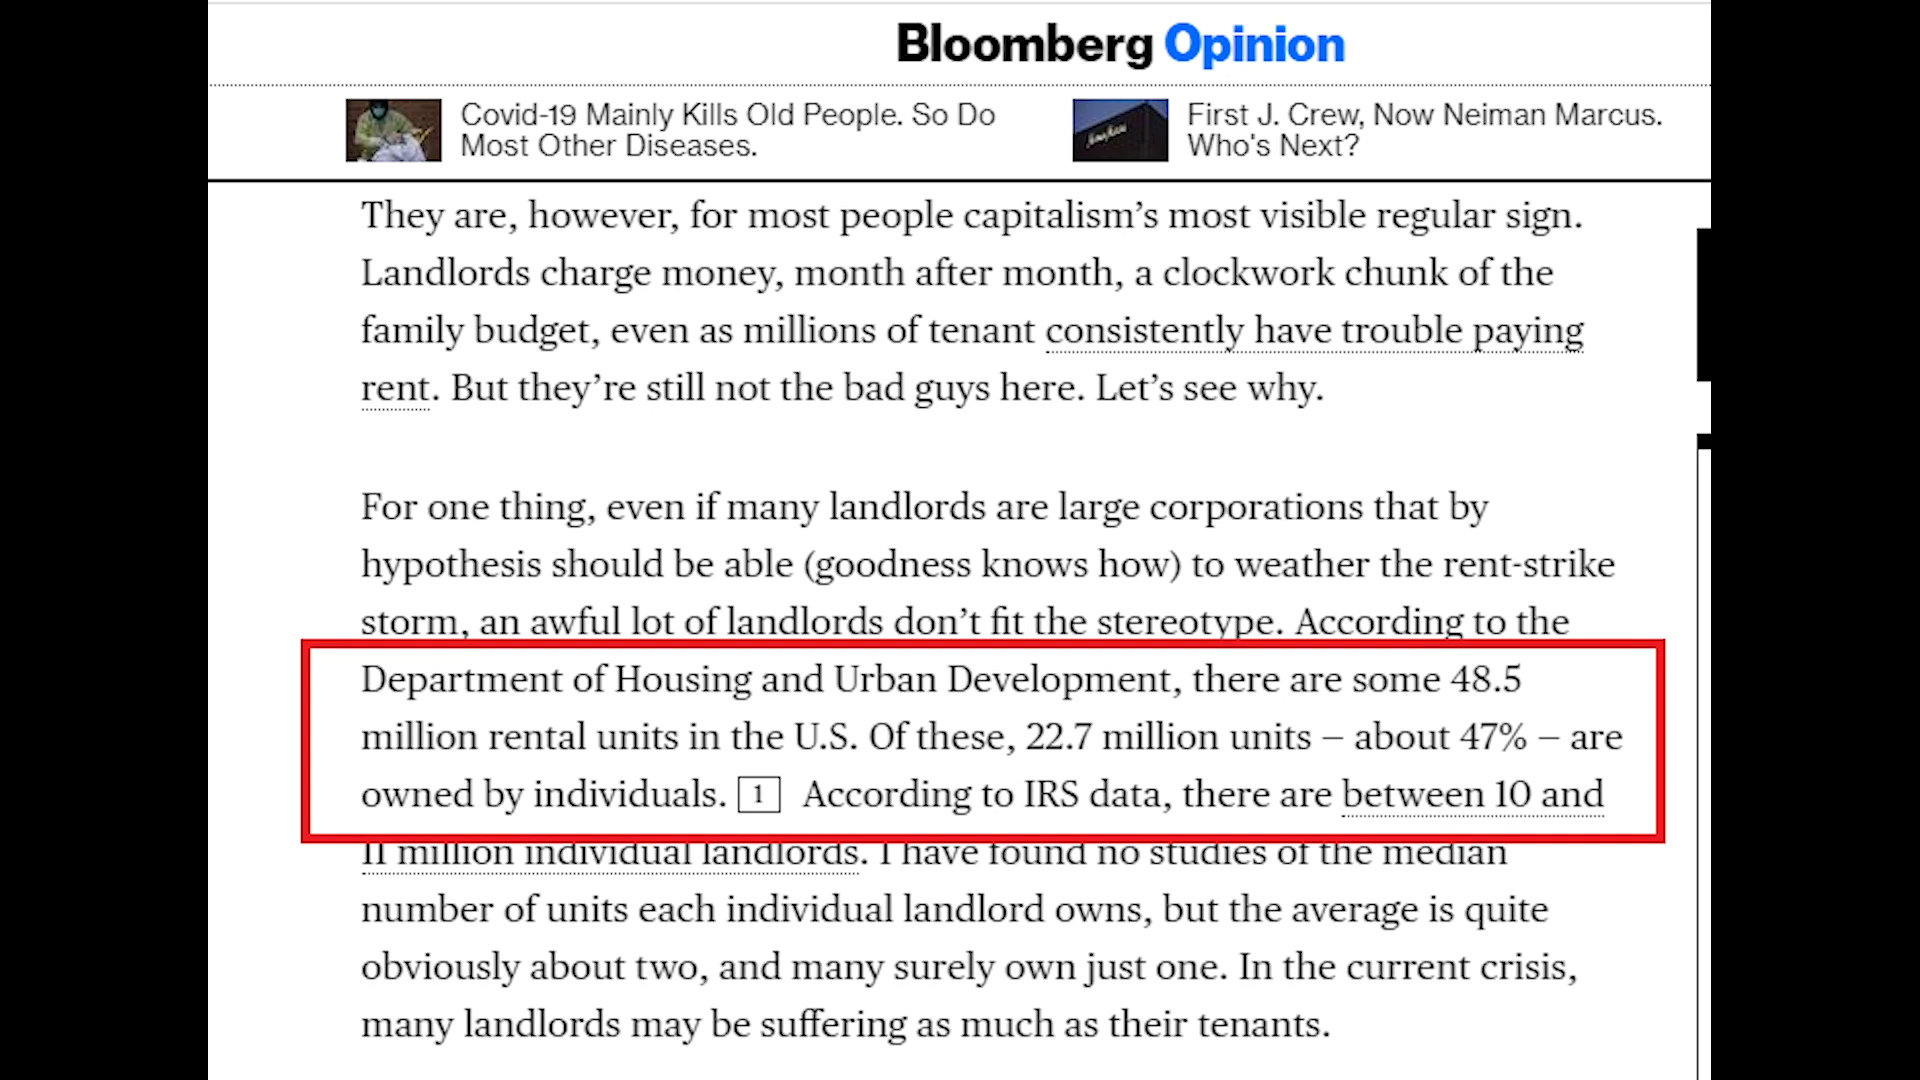 Bloomberg Opinion
Covid-19 Mainly Kills Old People. So Do
Most Other Diseases.
First J. Crew, Now Neiman Marcus.
Who's Next?
They are, however, for most people capitalism’s most visible regular sign.
Landlords charge money, month after month, a clockwork chunk of the
family budget, even as millions of tenant consistently have trouble paying
rent. But they’re still not the bad guys here. Let’s see why.
For one thing, even if many landlords are large corporations that by
hypothesis should be able (goodness knows how) to weather the rent-strike
storm, an awful lot of landlords don’t fit the stereotype. According to the
Department of Housing and Urban Development, there are some 48.5
million rental units in the U.S. Of these, 22.7 million units – about 47% – are
owned by individuals. 1 According to IRS data, there are between 10 and
11 million individual landlords. I have found no studies of the median
number of units each individual landlord owns, but the average is quite
obviously about two, and many surely own just one. In the current crisis,
many landlords may be suffering as much as their tenants.